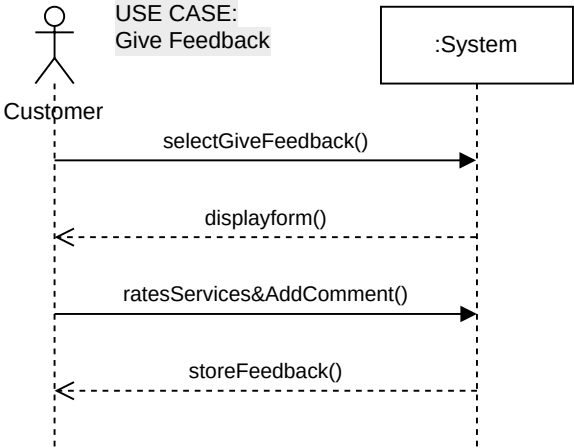 USE CASE:
Give Feedback
:System
Customer
selectGiveFeedback()
displayform()
ratesServices&AddComment()
storeFeedback()